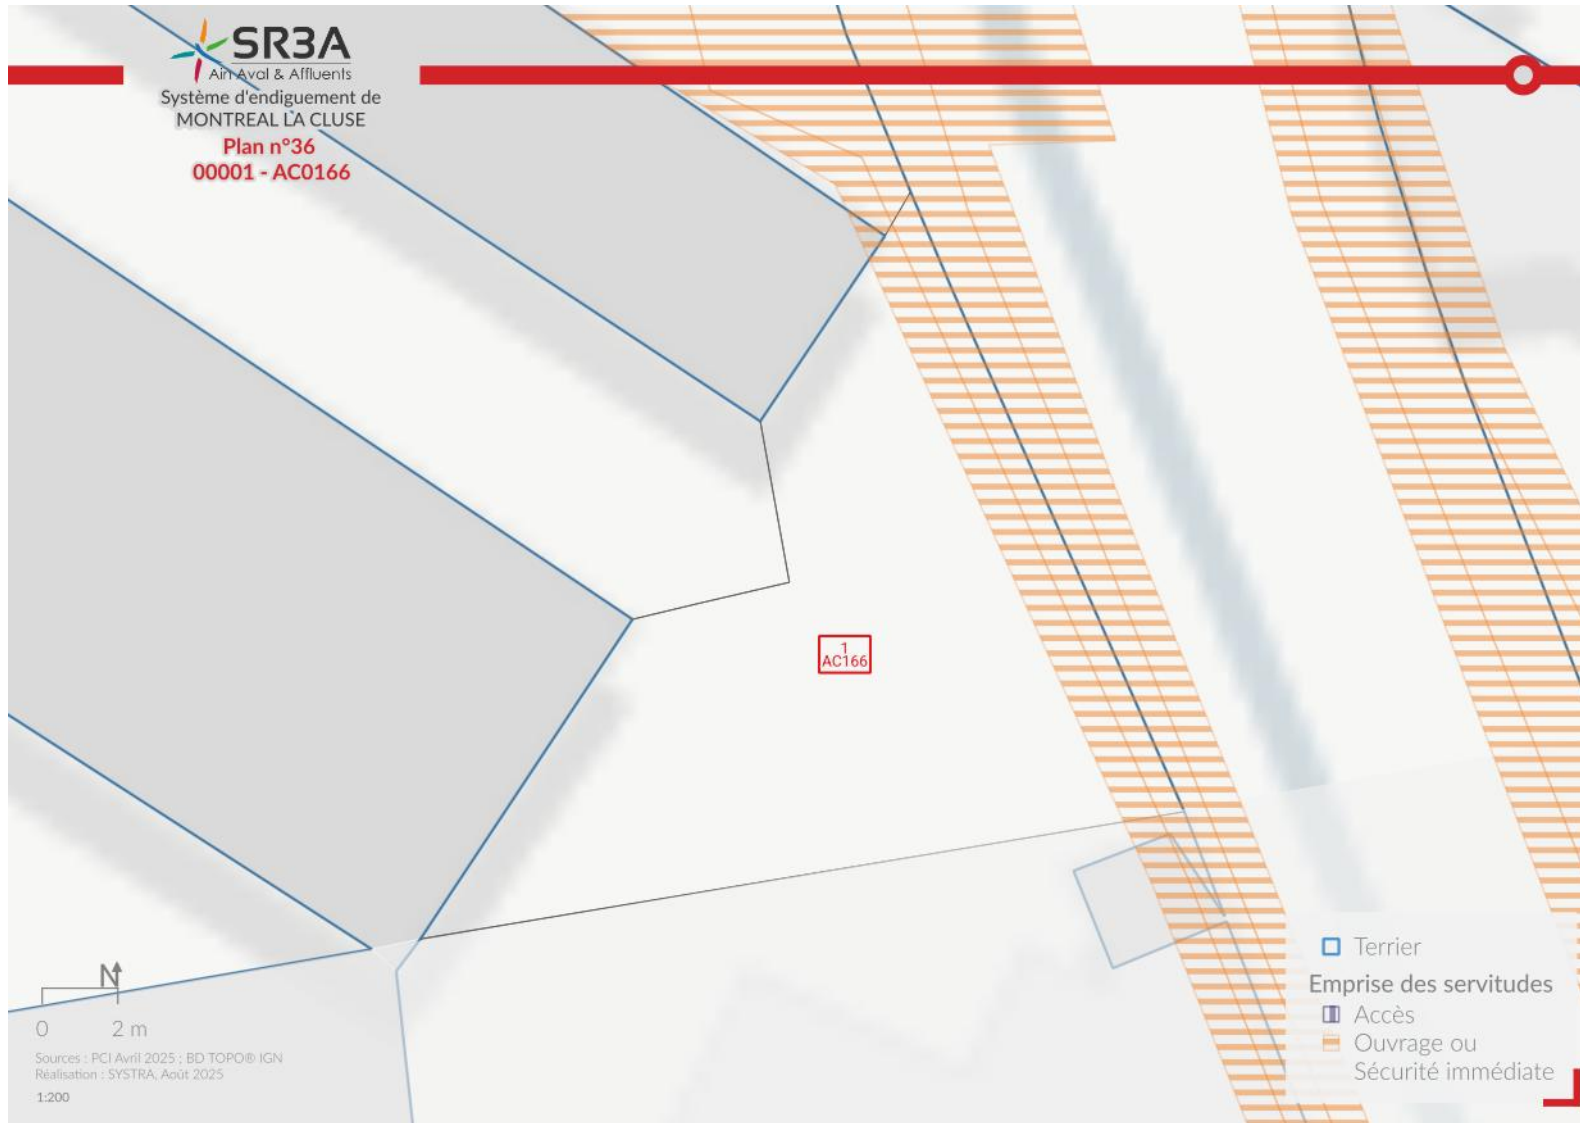 SR3A
Ain Aval & Affluents
Système d'endiguement de
MONTREAL LA CLUSE
Plan n°36
00001 - AC0166
1
AC166
N
0 2 m
Sources : PCI Avril 2025 ; BD TOPO® IGN
Réalisation : SYSTRA, Août 2025
1:200
Terrier
Emprise des servitudes
Accès
Ouvrage ou
Sécurité immédiate